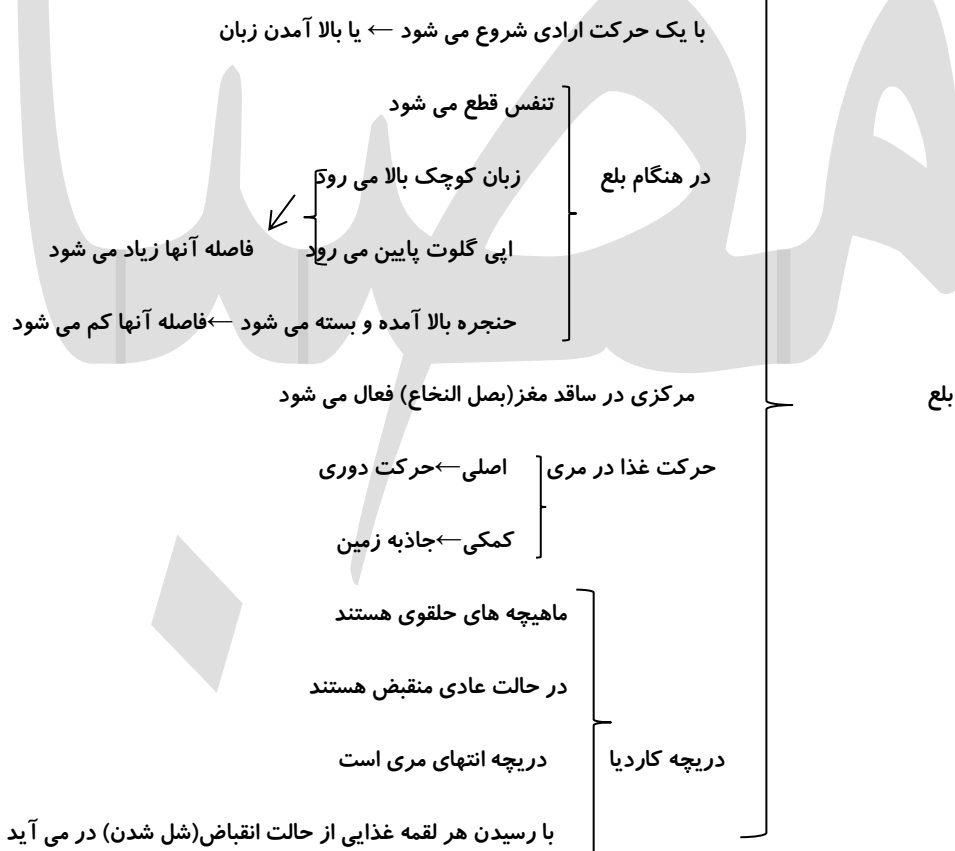 با یک حرکت ارادی شروع می شود ← یا بالا آمدن زبان
تنفس قطع می شود
در هنگام بلع زبان کوچک بالا می رود
اپی گلوت پایین می رود فاصله آنها زیاد می شود
حنجره بالا آمده و بسته می شود ←فاصله آنها کم می شود
بلع مرکزی در ساقد مغز(بصل النخاع) فعال می شود
حرکت غذا در مری اصلی←حرکت دوری
کمکی←جاذبه زمین
ماهیچه های حلقوی هستند
در حالت عادی منقبض هستند
دریچه کاردیا دریچه انتهای مری است
با رسیدن هر لقمه غذایی از حالت انقباض(شل شدن) در می آید